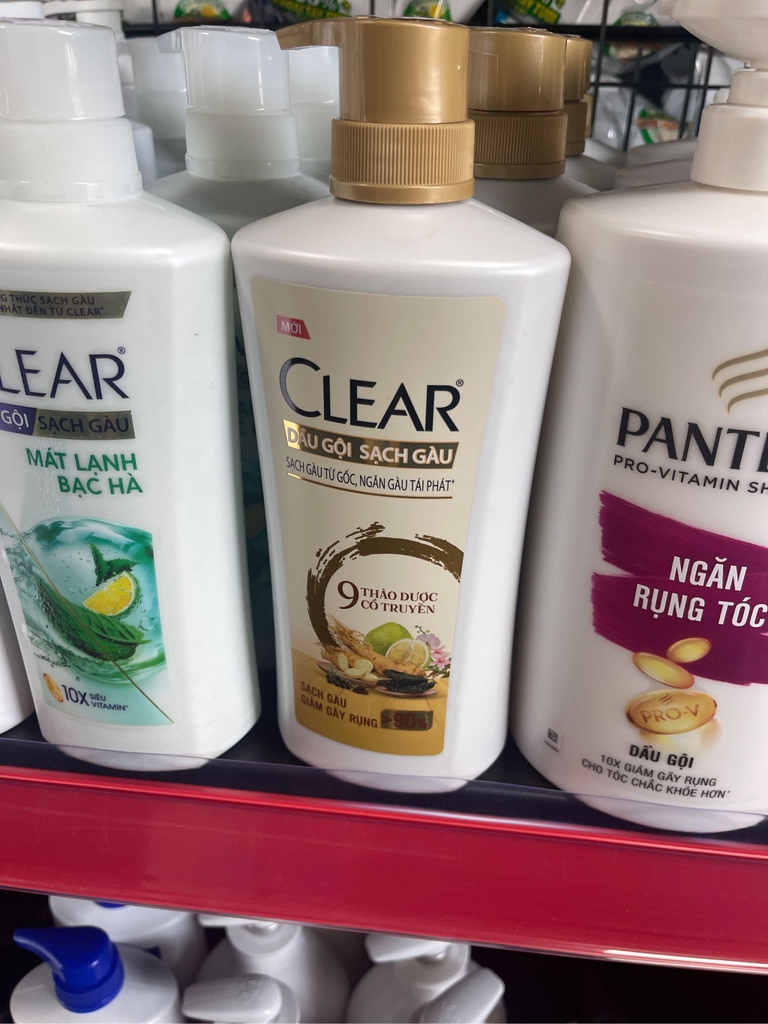 THỨC SẠCH GÀU
NHẤT ĐẾN TỪ CLEAR*
LEAR®
GỘI SẠCH GÀU
MÁT LẠNH
BẠC HÀ
10X SIÊU
VITAMIN*
MỚI
CLEAR®
DẦU GỘI SẠCH GÀU
SẠCH GÀU TỪ GỐC, NGĂN GÀU TÁI PHÁT*
9 THẢO DƯỢC
CỔ TRUYỀN
SẠCH GÀU
GIẢM GÃY RỤNG >90%
PANTE
PRO-VITAMIN SH
NGĂN
RỤNG TÓC
PRO-V
DẦU GỘI
10X GIẢM GÃY RỤNG
CHO TÓC CHẮC KHỎE HƠN*